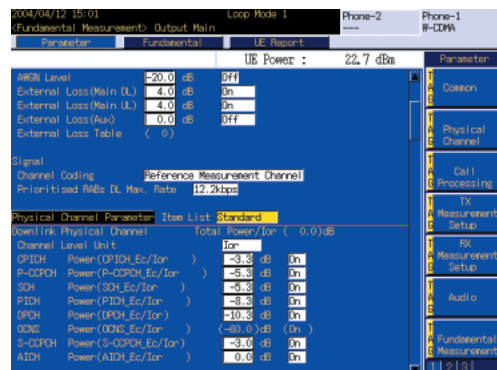 2004/04/12 15:01 Loop Mode 1 Phone-2 Phone-1
<Fundamental Measurement> Output Main ---- W-CDMA
Parameter Fundamental UE Report
UE Power : 22.7 dBm Parameter
AWGN Level -20.0 dB Off
External Loss(Main DL) 4.0 dB On
External Loss(Main UL) 4.0 dB On
External Loss(Aux) 0.0 dB Off
External Loss Table ( 0)
Signal
Channel Coding Reference Measurement Channel
Prioritised RABs DL Max. Rate 12.2kbps
Physical Channel Parameter Item List Standard
Downlink Physical Channel Total Power/Ior ( 0.0)dB
Channel Level Unit Ior
CPICH Power(CPICH_Ec/Ior ) -3.3 dB On
P-CCPCH Power(P-CCPCH_Ec/Ior ) -5.3 dB On
SCH Power(SCH_Ec/Ior ) -5.3 dB On
PICH Power(PICH_Ec/Ior ) -8.3 dB On
DPCH Power(DPCH_Ec/Ior) -10.3 dB On
OCNS Power(OCNS_Ec/Ior ) (-60.0)dB (On )
S-CCPCH Power(S-CCPCH_Ec/Ior) -3.0 dB On
AICH Power(AICH_Ec/Ior ) 0.0 dB On
TAG Common
TAG Physical Channel
TAG Call Processing
TAG TX Measurement Setup
TAG RX Measurement Setup
TAG Audio
TAG Fundamental Measurement
1 2 3